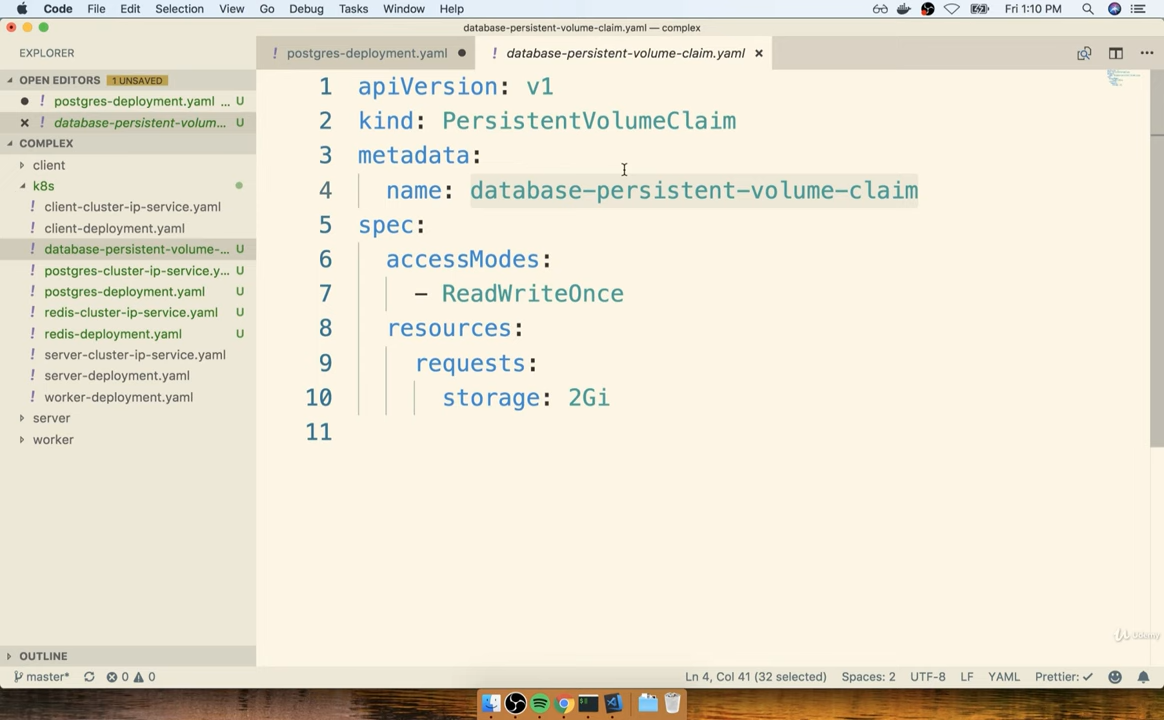 Code File Edit Selection View Go Debug Tasks Window Help Fri 1:10 PM
database-persistent-volume-claim.yaml — complex
EXPLORER
postgres-deployment.yaml
database-persistent-volume-claim.yaml
OPEN EDITORS 1 UNSAVED
postgres-deployment.yaml ... U
database-persistent-volum... U
COMPLEX
client
k8s
client-cluster-ip-service.yaml
client-deployment.yaml
database-persistent-volume-... U
postgres-cluster-ip-service.y... U
postgres-deployment.yaml U
redis-cluster-ip-service.yaml U
redis-deployment.yaml U
server-cluster-ip-service.yaml
server-deployment.yaml
worker-deployment.yaml
server
worker
OUTLINE
1 apiVersion: v1
2 kind: PersistentVolumeClaim
3 metadata:
4 name: database-persistent-volume-claim
5 spec:
6 accessModes:
7 - ReadWriteOnce
8 resources:
9 requests:
10 storage: 2Gi
11
Udemy
master* 0 0 Ln 4, Col 41 (32 selected) Spaces: 2 UTF-8 LF YAML Prettier: ✓